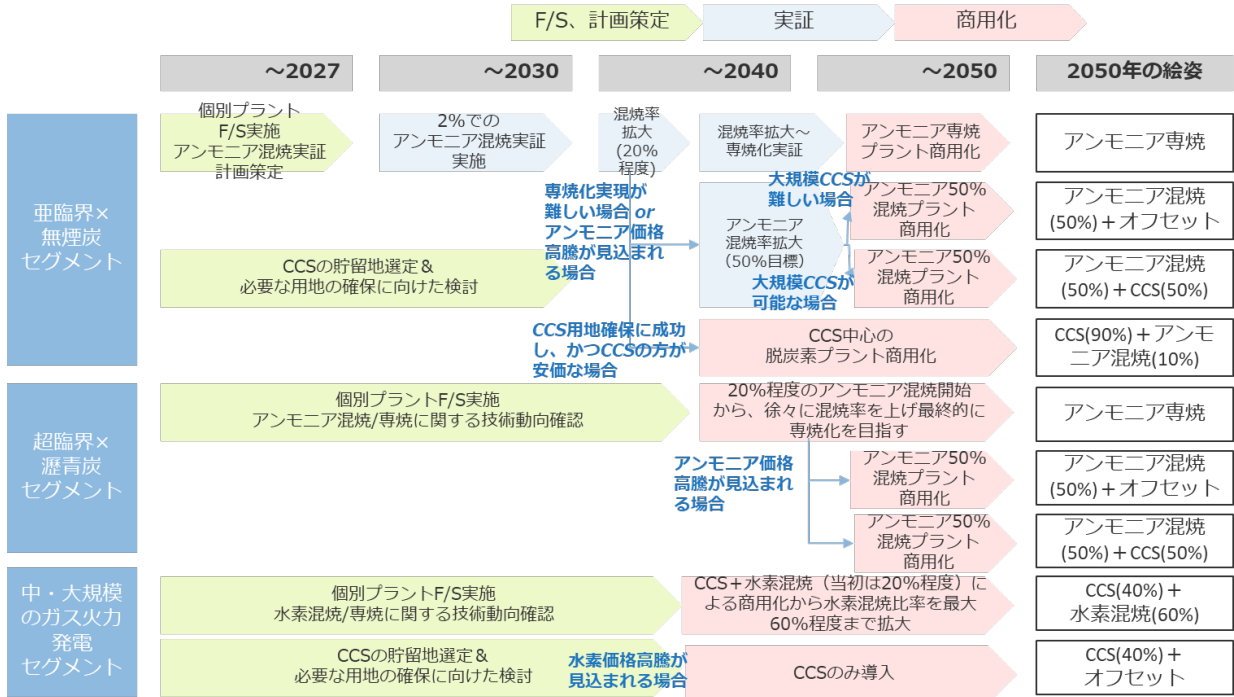 F/S、計画策定
実証
商用化
～2027
～2030
～2040
～2050
2050年の絵姿
亜臨界×
無煙炭
セグメント
個別プラント
F/S実施
アンモニア混焼実証
計画策定
2%での
アンモニア混焼実証
実施
混焼率
拡大
(20%
程度)
混焼率拡大～
専焼化実証
アンモニア専焼
プラント商用化
アンモニア専焼
専焼化実現が
難しい場合 or
アンモニア価格
高騰が見込まれ
る場合
アンモニア
混焼率拡大
(50%目標)
大規模CCSが
難しい場合
アンモニア50%
混焼プラント
商用化
アンモニア混焼
(50%)＋オフセット
CCSの貯留地選定＆
必要な用地の確保に向けた検討
大規模CCSが
可能な場合
アンモニア50%
混焼プラント
商用化
アンモニア混焼
(50%)＋CCS(50%)
CCS用地確保に成功
し、かつCCSの方が
安価な場合
CCS中心の
脱炭素プラント商用化
CCS(90%)＋アンモ
ニア混焼(10%)
超臨界×
瀝青炭
セグメント
個別プラントF/S実施
アンモニア混焼/専焼に関する技術動向確認
20%程度のアンモニア混焼開始
から、徐々に混焼率を上げ最終的に
専焼化を目指す
アンモニア専焼
アンモニア価格
高騰が見込まれ
る場合
アンモニア50%
混焼プラント
商用化
アンモニア混焼
(50%)＋オフセット
アンモニア50%
混焼プラント
商用化
アンモニア混焼
(50%)＋CCS(50%)
中・大規模
のガス火力
発電
セグメント
個別プラントF/S実施
水素混焼/専焼に関する技術動向確認
CCS＋水素混焼（当初は20%程度）に
よる商用化から水素混焼比率を最大
60%程度まで拡大
CCS(40%)＋
水素混焼(60%)
CCSの貯留地選定＆
必要な用地の確保に向けた検討
水素価格高騰が
見込まれる場合
CCSのみ導入
CCS(40%)＋
オフセット